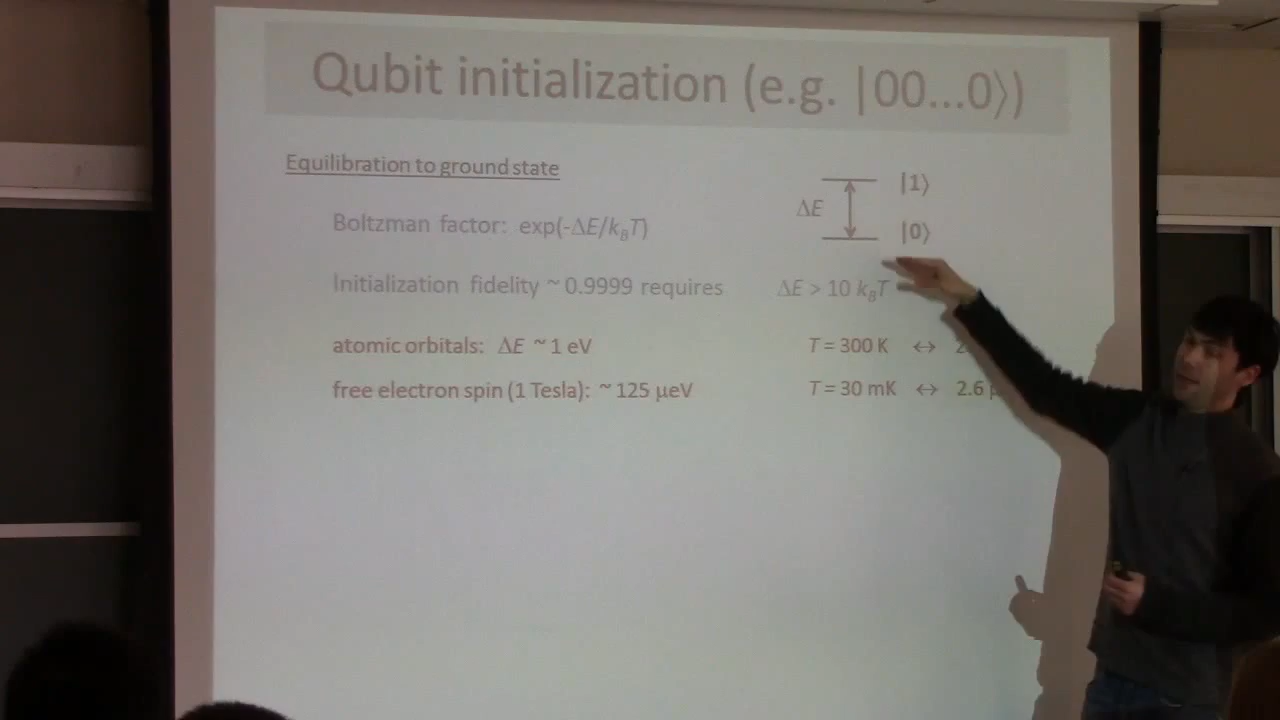 Qubit initialization (e.g. |00...0⟩)
Equilibration to ground state
|1⟩
ΔE
Boltzman factor: exp(-ΔE/k_BT)
|0⟩
Initialization fidelity ~ 0.9999 requires ΔE > 10 k_BT
atomic orbitals: ΔE ~ 1 eV T = 300 K ↔
free electron spin (1 Tesla): ~ 125 µeV T = 30 mK ↔ 2.6